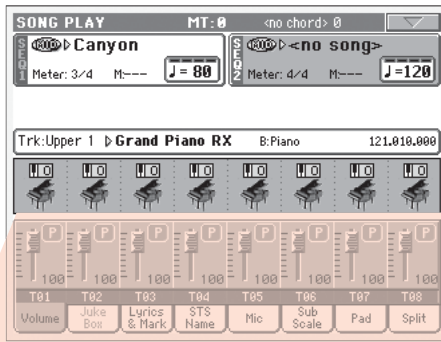 SONG PLAY MT:0 <no chord> 0
SEQ1 Canyon
Meter: 3/4 M:--- ♩= 80
SEQ2 <no song>
Meter: 4/4 M:--- ♩=120
Trk:Upper 1 Grand Piano RX B:Piano 121.010.000
P P P P P P P P
100 100 100 100 100 100 100 100
T01 T02 T03 T04 T05 T06 T07 T08
Volume Juke Box Lyrics & Mark STS Name Mic Sub Scale Pad Split